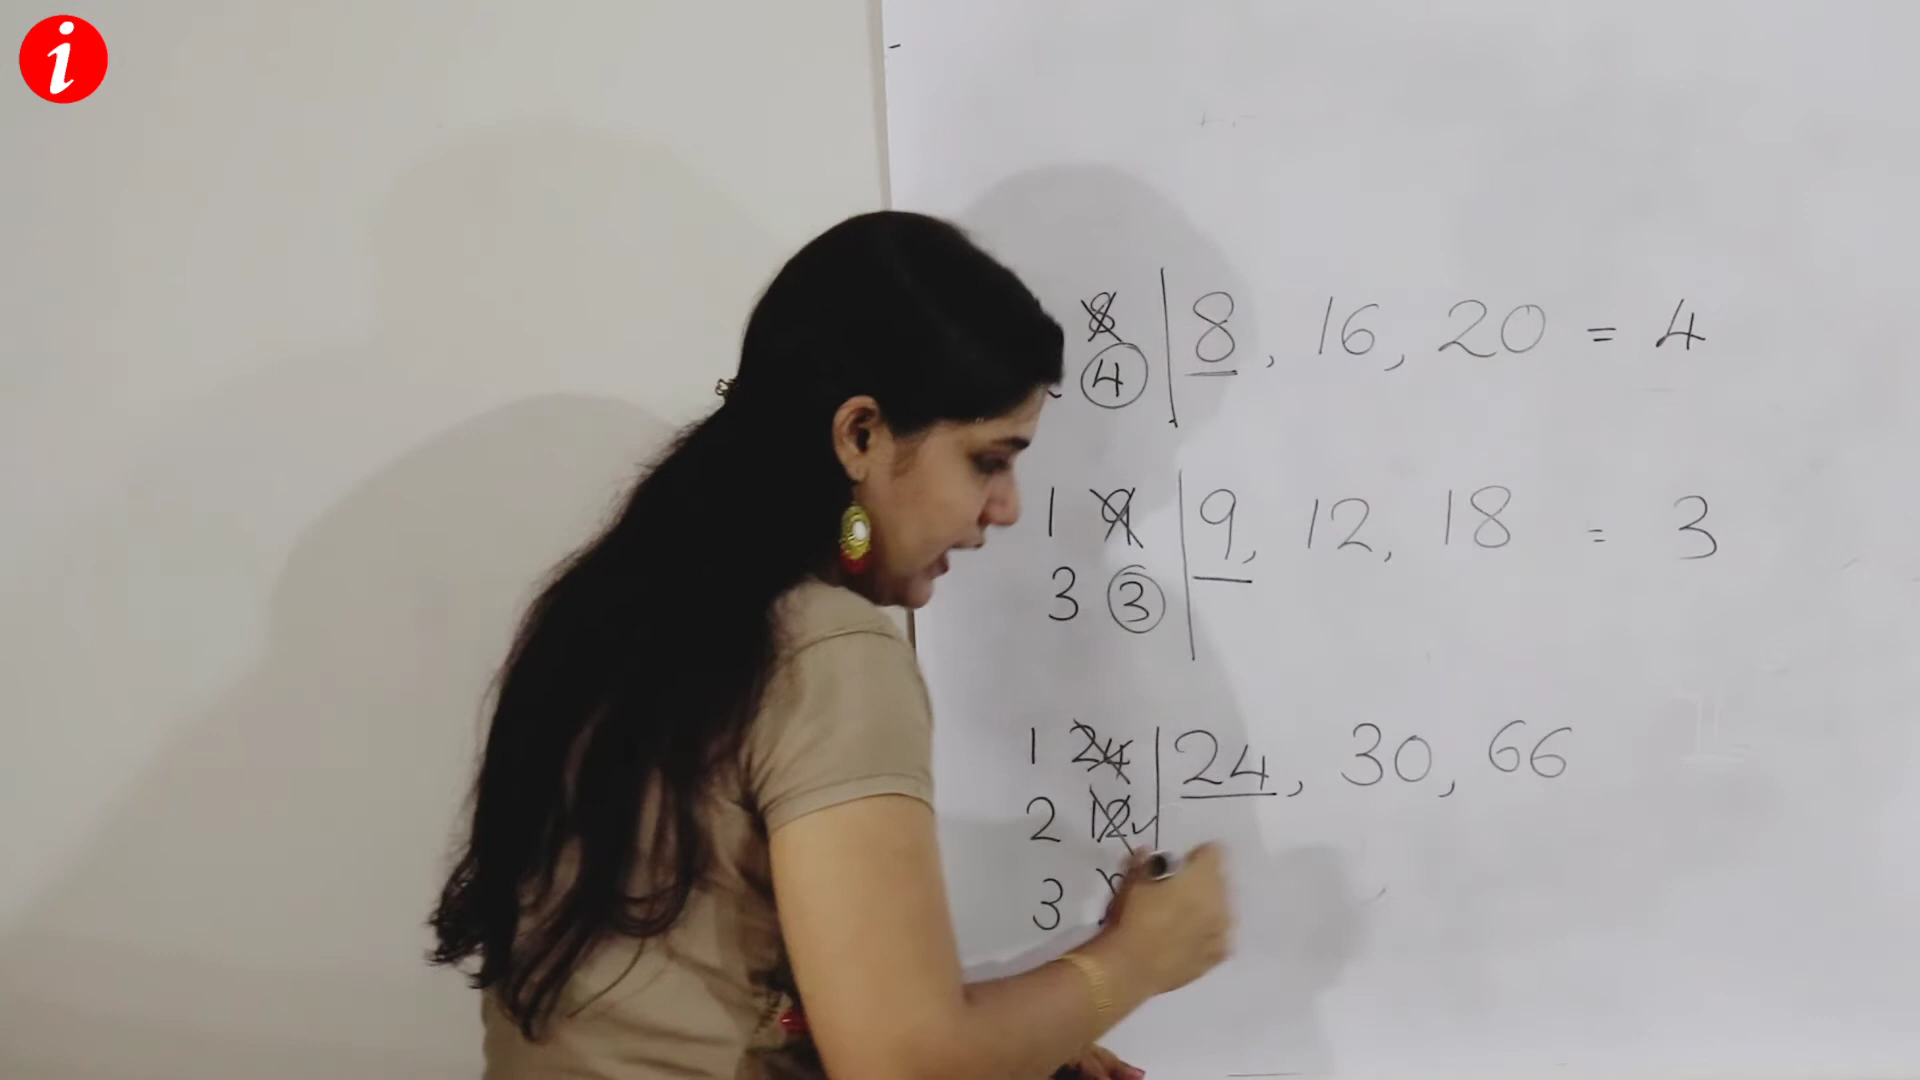 i
8 | 8, 16, 20 = 4
4
1 9 | 9, 12, 18 = 3
3 3
1 24 | 24, 30, 66
2 12
3